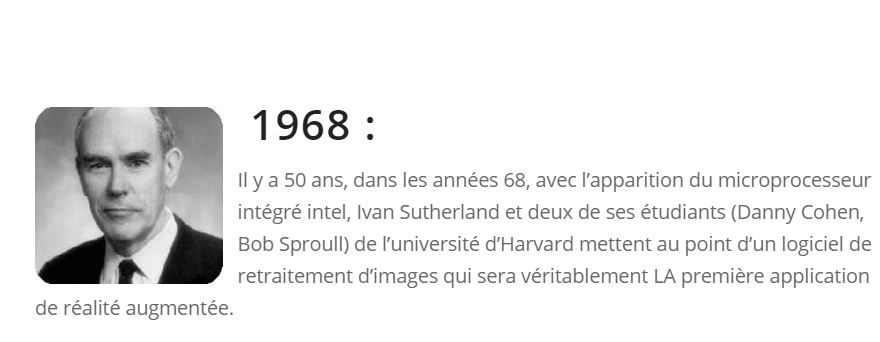 1968 :
Il y a 50 ans, dans les années 68, avec l’apparition du microprocesseur
intégré intel, Ivan Sutherland et deux de ses étudiants (Danny Cohen,
Bob Sproull) de l’université d’Harvard mettent au point d’un logiciel de
retraitement d’images qui sera véritablement LA première application
de réalité augmentée.